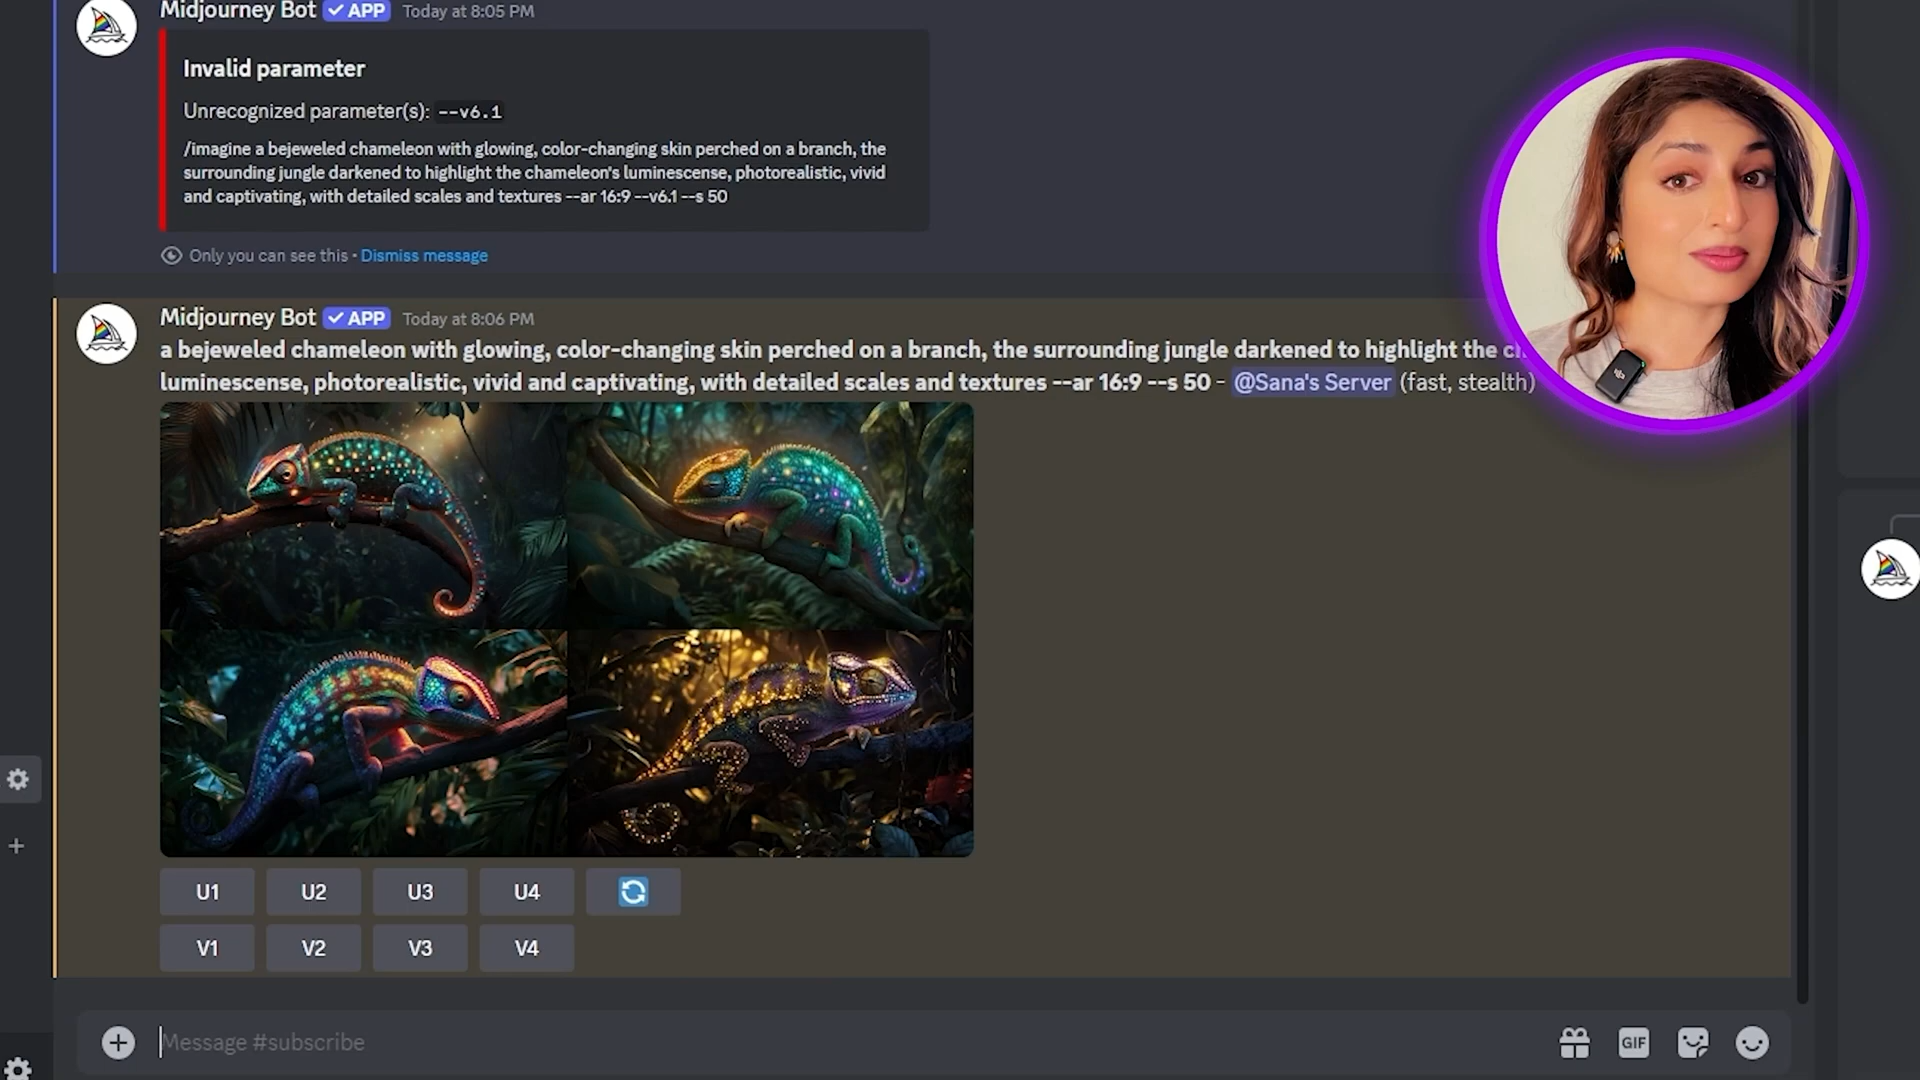 Midjourney Bot APP Today at 8:05 PM
Invalid parameter
Unrecognized parameter(s): --v6.1
/imagine a bejeweled chameleon with glowing, color-changing skin perched on a branch, the
surrounding jungle darkened to highlight the chameleon's luminescense, photorealistic, vivid
and captivating, with detailed scales and textures --ar 16:9 --v6.1 --s 50
Only you can see this • Dismiss message
Midjourney Bot APP Today at 8:06 PM
a bejeweled chameleon with glowing, color-changing skin perched on a branch, the surrounding jungle darkened to highlight the
luminescense, photorealistic, vivid and captivating, with detailed scales and textures --ar 16:9 --s 50 - @Sana's Server (fast, stealth)
U1 U2 U3 U4
V1 V2 V3 V4
Message #subscribe
GIF